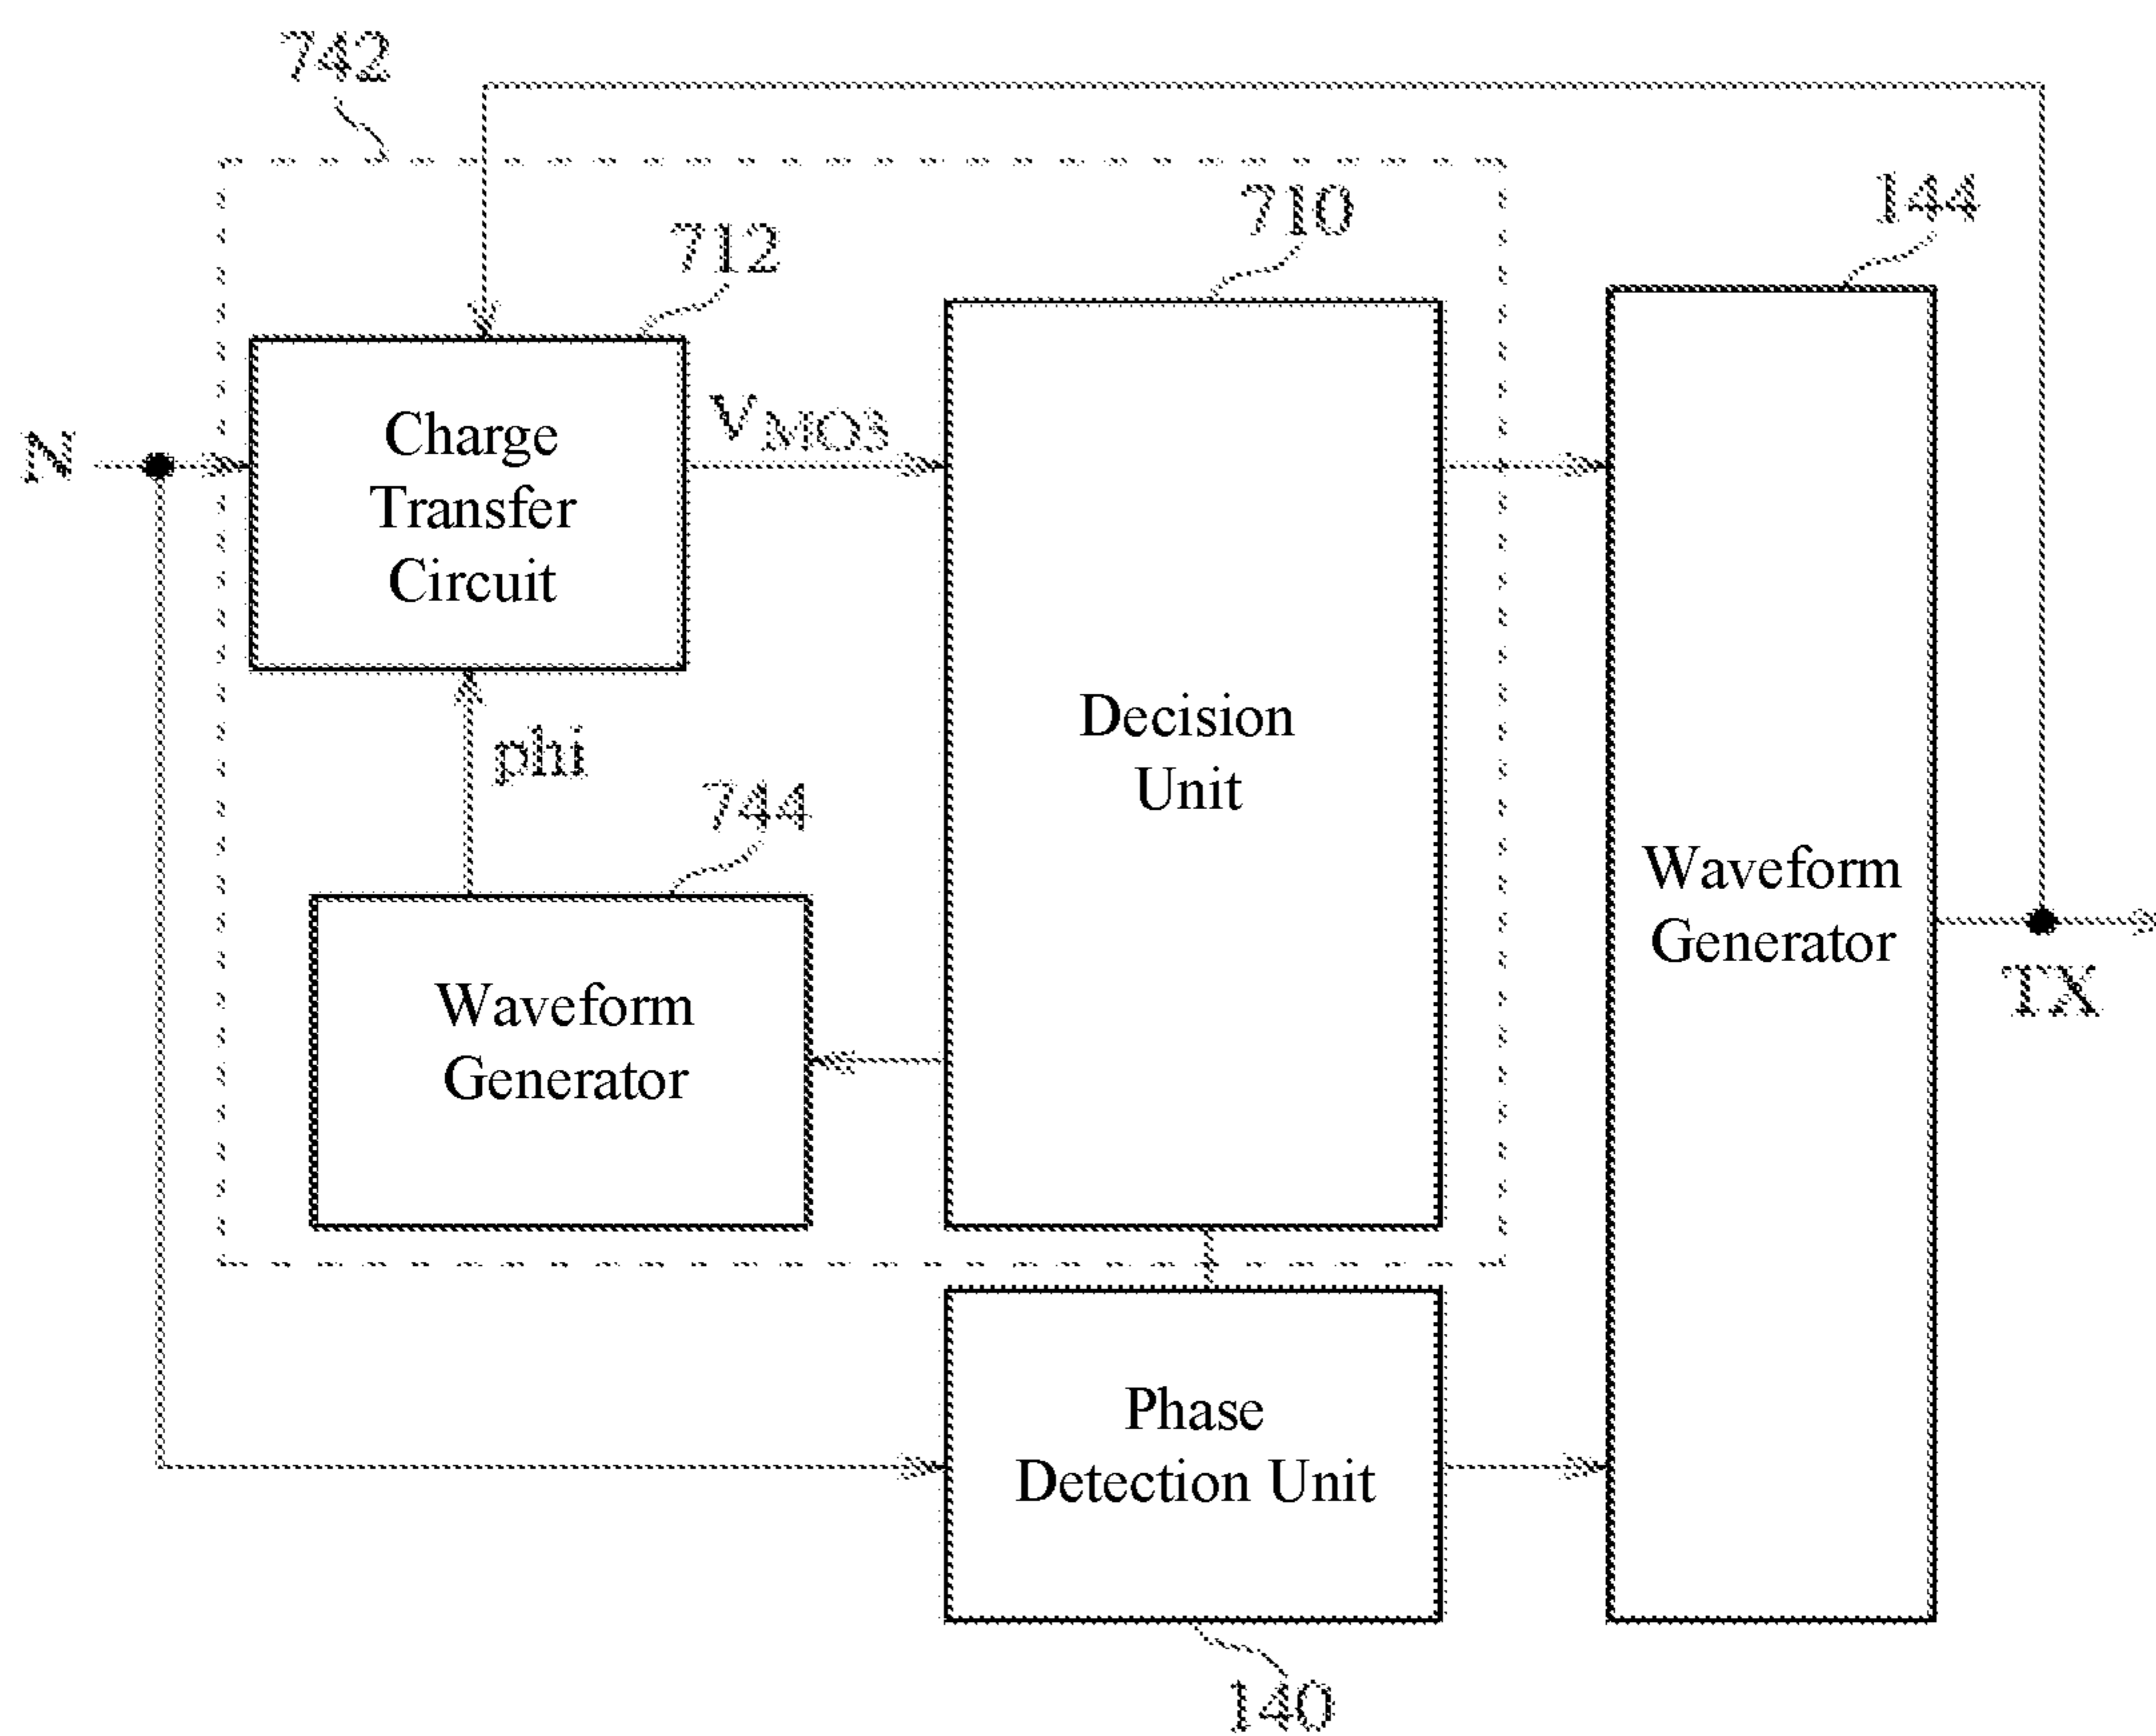 742
710
144
712
Charge
Transfer
Circuit
N
VMO3
phi
744
Decision
Unit
Waveform
Generator
Waveform
Generator
TX
Phase
Detection Unit
140